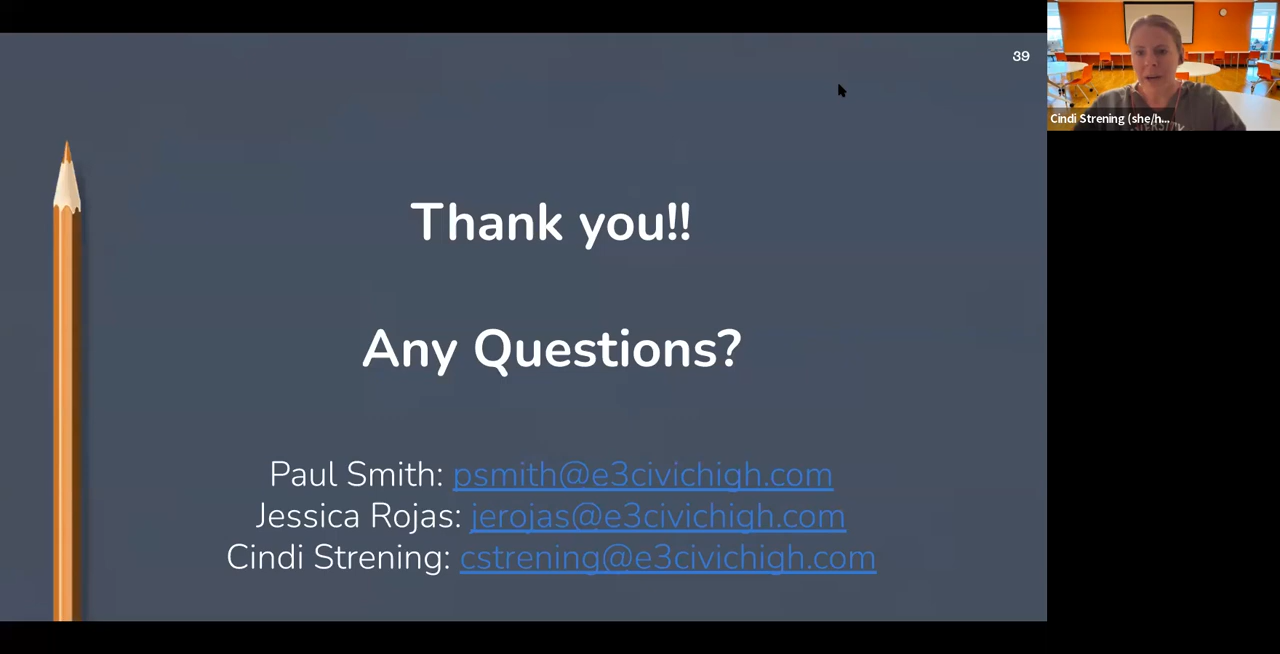 39
Cindi Strening (she/h...
Thank you!!
Any Questions?
Paul Smith: psmith@e3civichigh.com
Jessica Rojas: jerojas@e3civichigh.com
Cindi Strening: cstrening@e3civichigh.com